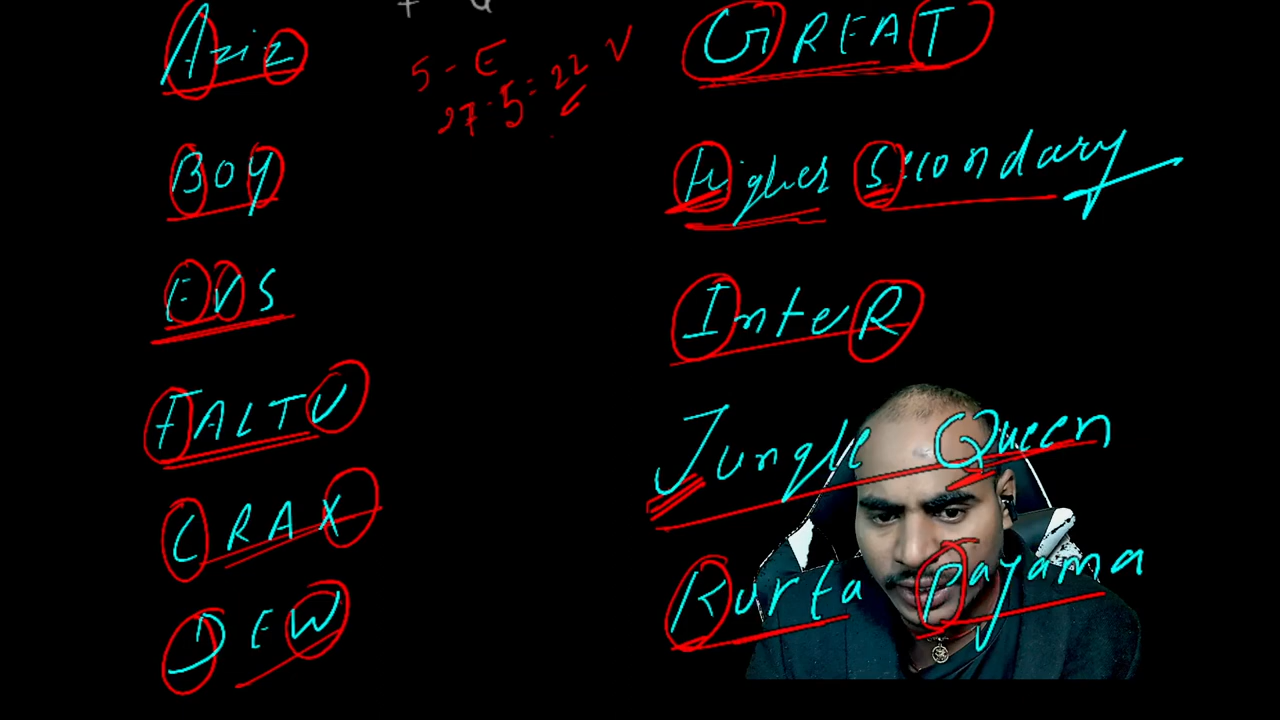 Aziz
5 - E
27-5=22 V
BOY
EVS
FALTU
CRAX
DEW
GREAT
Higher Secondary
InteR
Jungle Queen
Kurta Payama